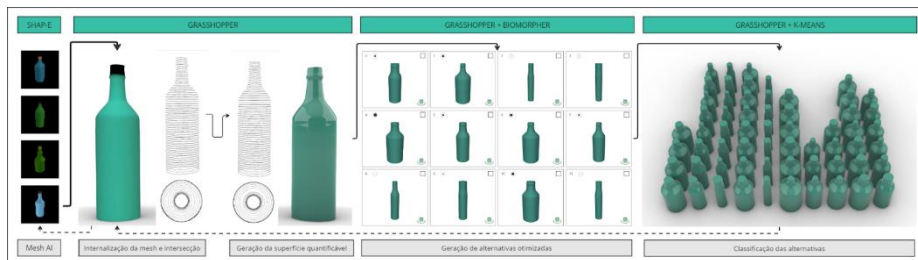 SHAP-E
GRASSHOPPER
GRASSHOPPER + BIOMORPHER
GRASSHOPPER + K-MEANS
Mesh AI
Internalização da mesh e intersecção
Geração da superfície quantificável
Geração de alternativas otimizadas
Classificação das alternativas